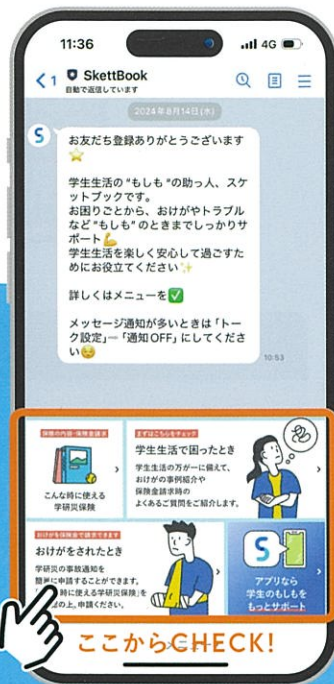 11:36
4G
1
SkettBook
自動で返信しています
2024年8月14日(水)
お友だち登録ありがとうございます
⭐
学生生活の“もしも”の助っ人、スケ
ットブックです。
お困りごとから、おけがやトラブル
など“もしも”のときまでしっかりサ
ポート💪
学生生活を楽しく安心して過ごすた
めにお役立てください✨
詳しくはメニューを✅
メッセージ通知が多いときは「トー
ク設定」―「通知OFF」にしてくださ
い😌
10:53
保険の内容・保険金請求
こんな時に使える
学研災保険
まずはこちらをチェック
学生生活で困ったとき
学生生活の万が一に備えて、
おけがの事例紹介や
保険金請求時の
よくあるご質問をご紹介します。
おけがを保険金で請求できます
おけがをされたとき
学研災の事故通知を
簡単に申請することができます。
時に使える学研災保険」を
の上、申請ください。
アプリなら
学生のもしもを
もっとサポート
ここからCHECK!